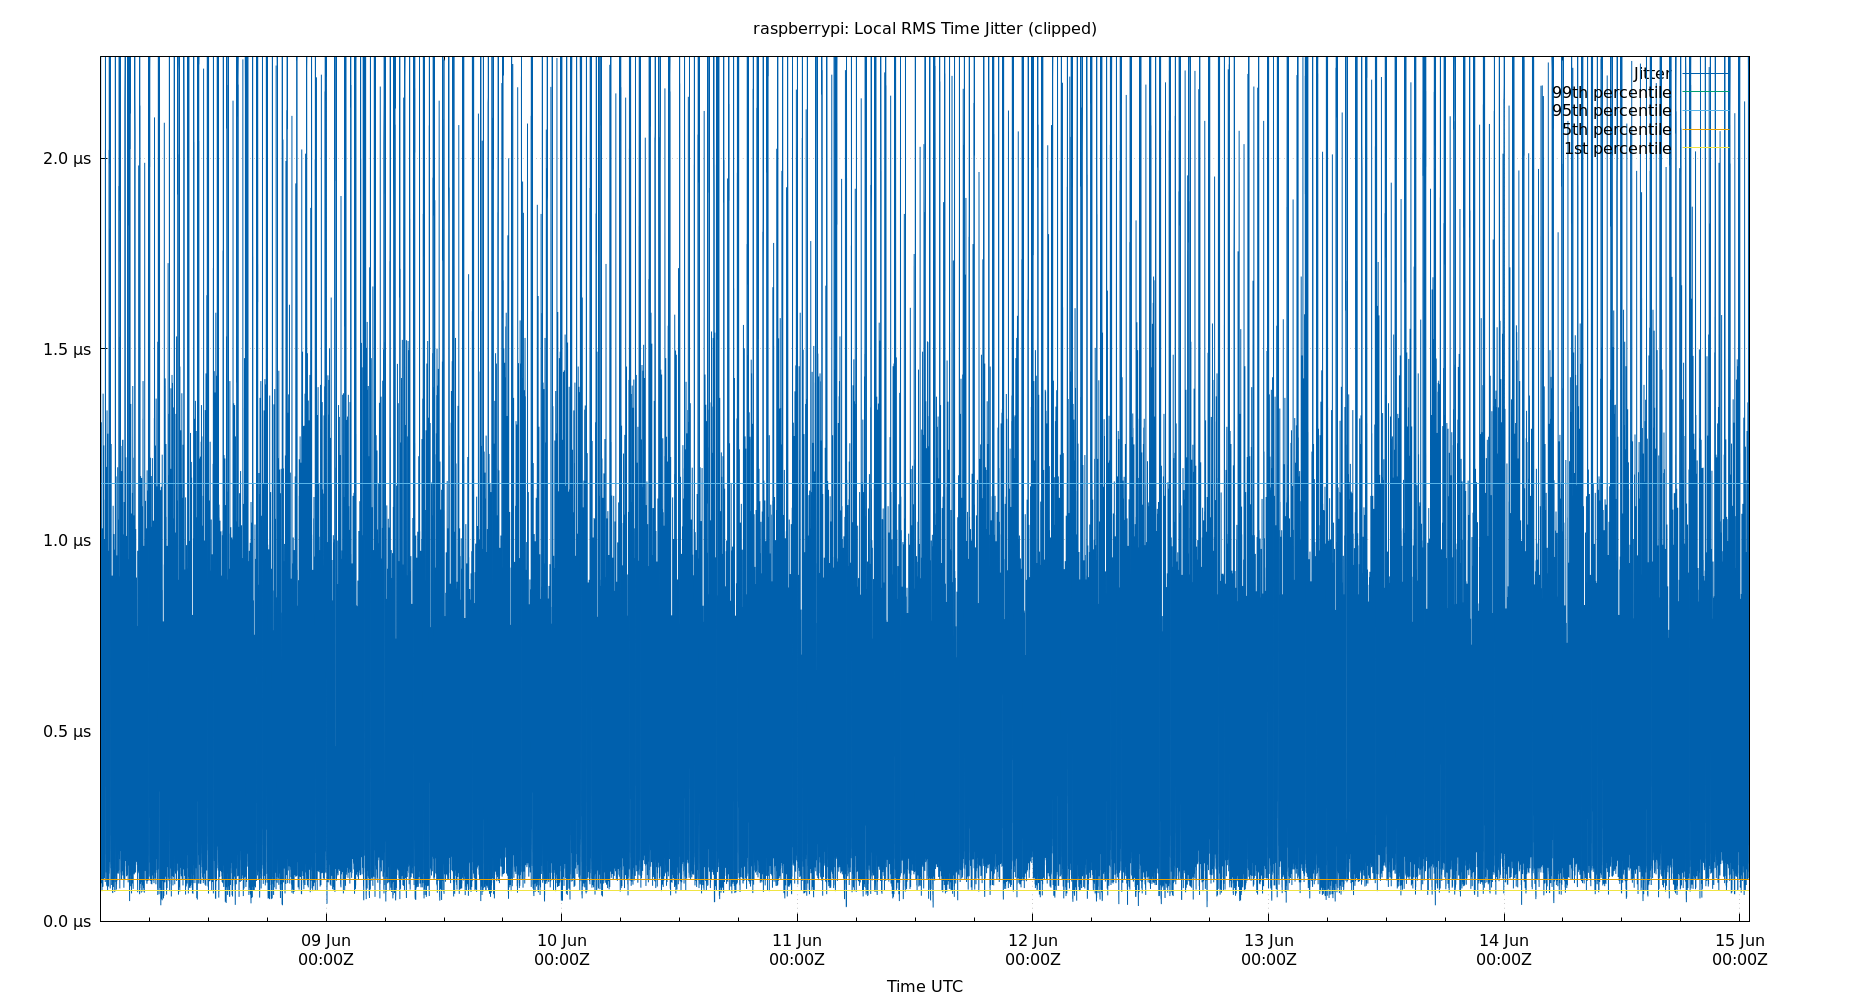 raspberrypi: Local RMS Time Jitter (clipped)
Jitter
99th percentile
95th percentile
5th percentile
1st percentile
2.0 µs
1.5 µs
1.0 µs
0.5 µs
0.0 µs
09 Jun 10 Jun 11 Jun 12 Jun 13 Jun 14 Jun 15 Jun
00:00Z 00:00Z 00:00Z 00:00Z 00:00Z 00:00Z 00:00Z
Time UTC